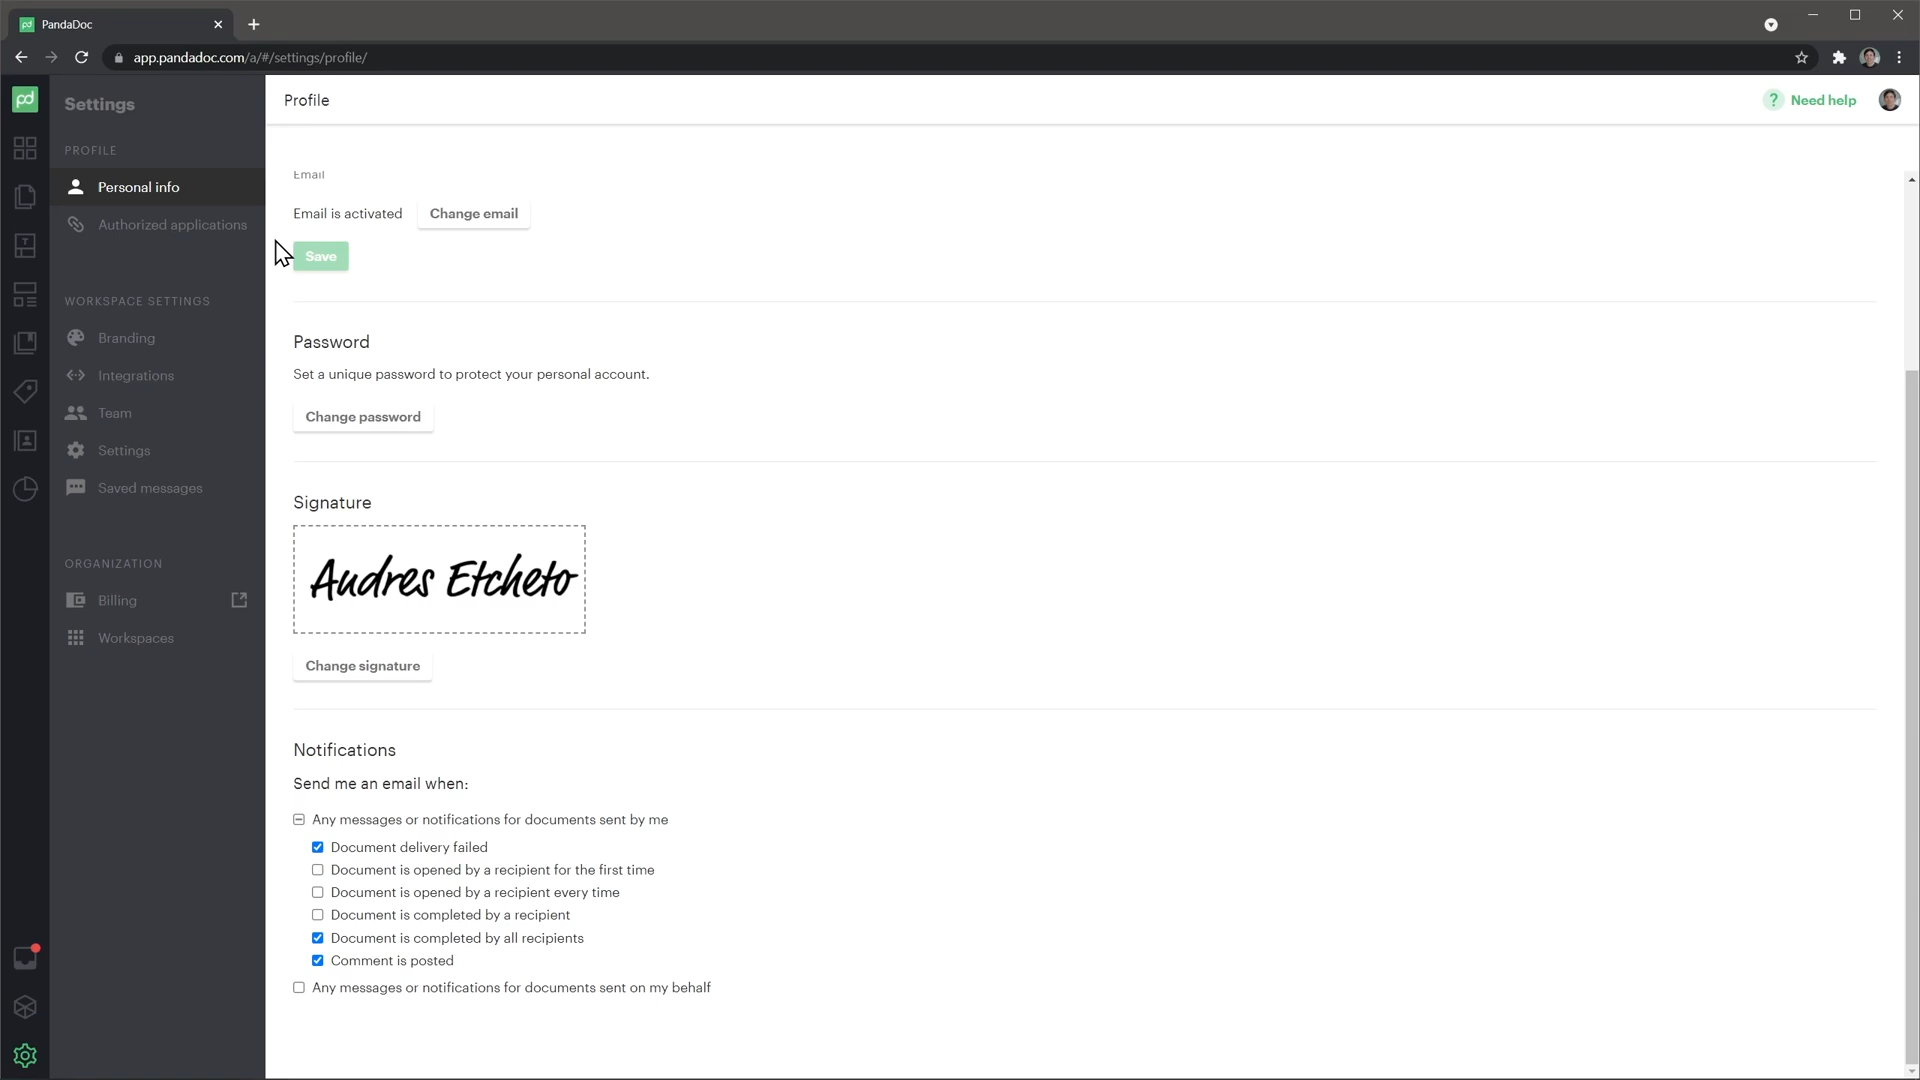 PandaDoc
app.pandadoc.com/a/#/settings/profile/
pd
Settings
Profile
Need help
PROFILE
Personal info
Authorized applications
WORKSPACE SETTINGS
Branding
Integrations
Team
Settings
Saved messages
ORGANIZATION
Billing
Workspaces
Email
Email is activated
Change email
Save
Password
Set a unique password to protect your personal account.
Change password
Signature
Andres Etcheto
Change signature
Notifications
Send me an email when:
Any messages or notifications for documents sent by me
Document delivery failed
Document is opened by a recipient for the first time
Document is opened by a recipient every time
Document is completed by a recipient
Document is completed by all recipients
Comment is posted
Any messages or notifications for documents sent on my behalf